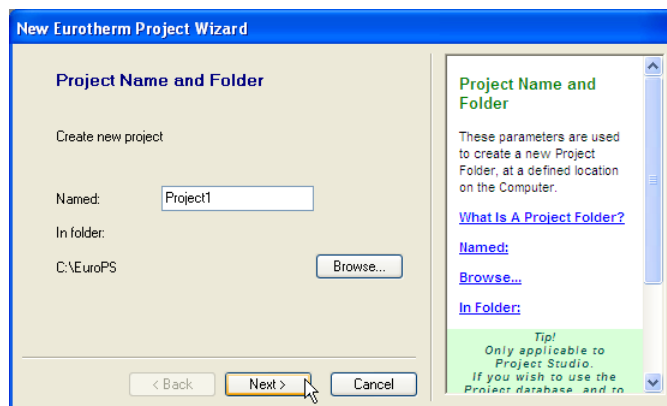 New Eurotherm Project Wizard
Project Name and Folder
Create new project
Named:
Project1
In folder:
C:\EuroPS
Browse...
< Back
Next >
Cancel
Project Name and
Folder
These parameters are used
to create a new Project
Folder, at a defined location
on the Computer.
What Is A Project Folder?
Named:
Browse...
In Folder:
Tip!
Only applicable to
Project Studio.
If you wish to use the
Project database, and to